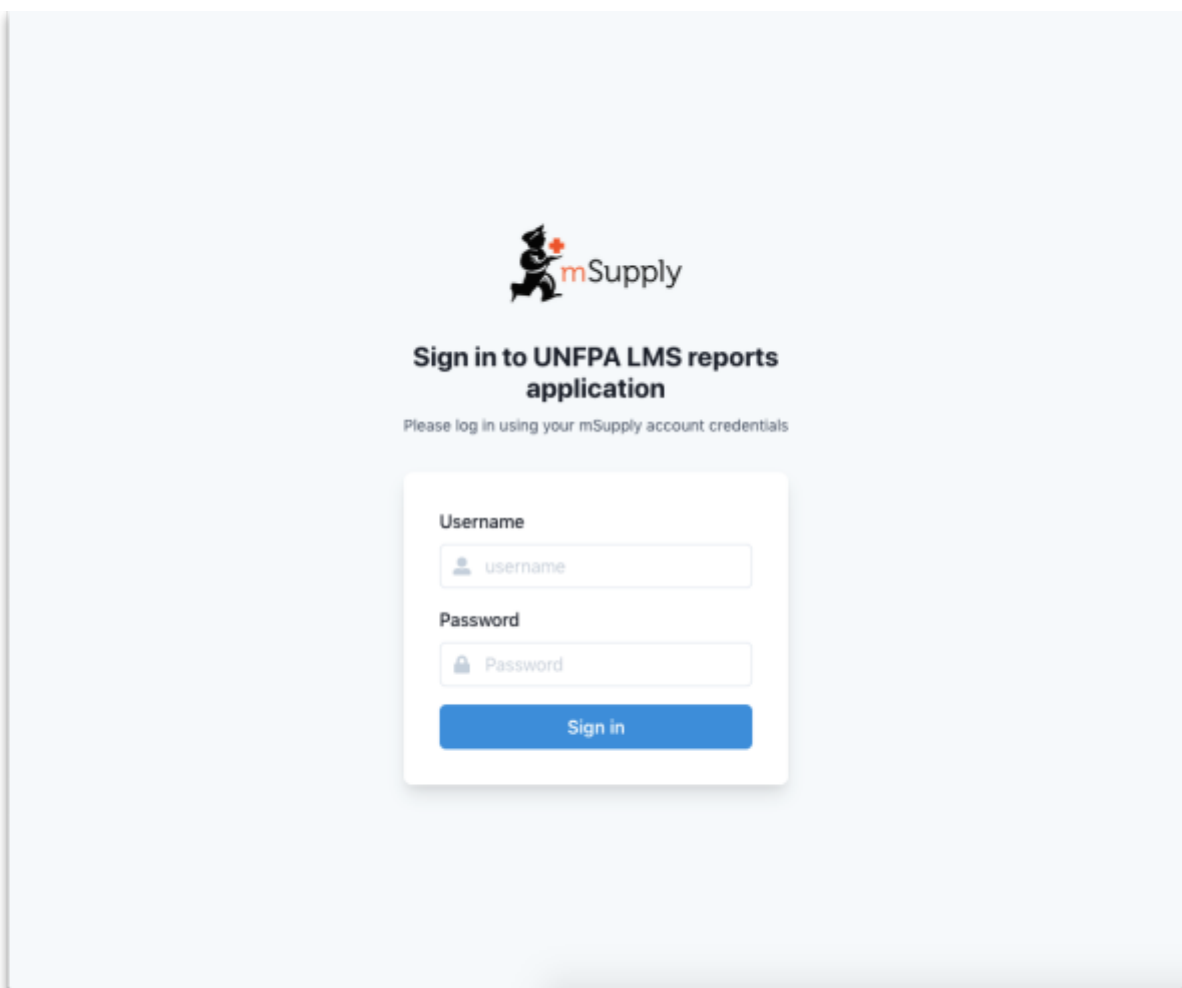 mSupply
Sign in to UNFPA LMS reports
application
Please log in using your mSupply account credentials
Username
username
Password
Password
Sign in